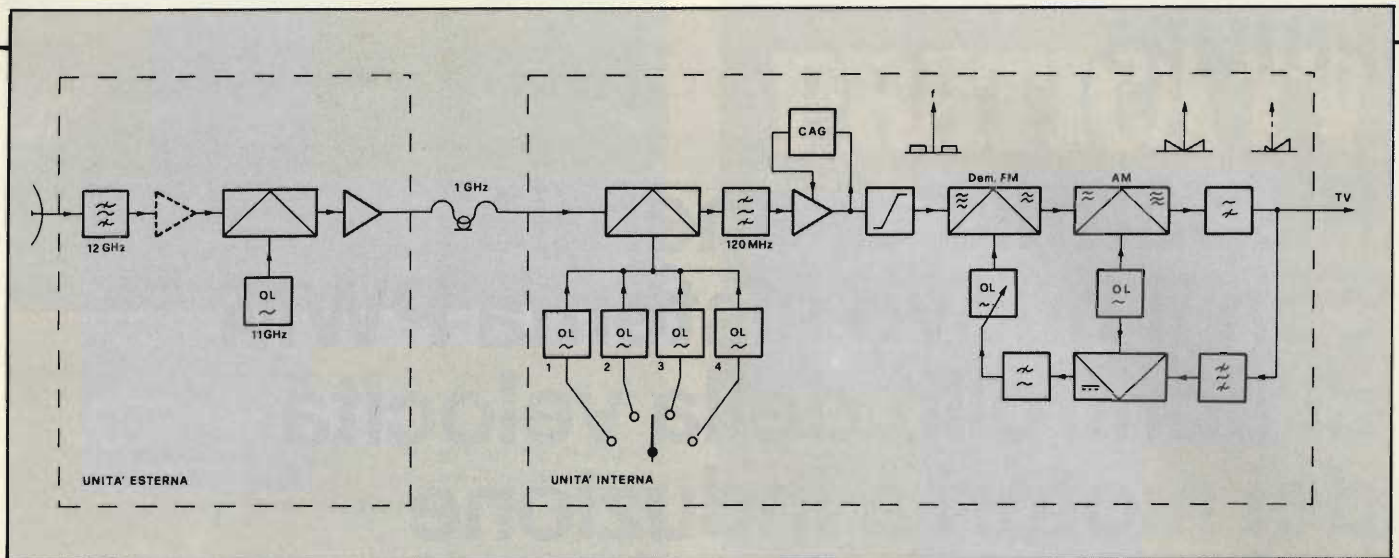 1 GHz
CAG
f
Dem. FM
AM
TV
12 GHz
120 MHz
OL
11GHz
OL
OL
OL
OL
OL
OL
1
2
3
4
UNITA' ESTERNA
UNITA' INTERNA